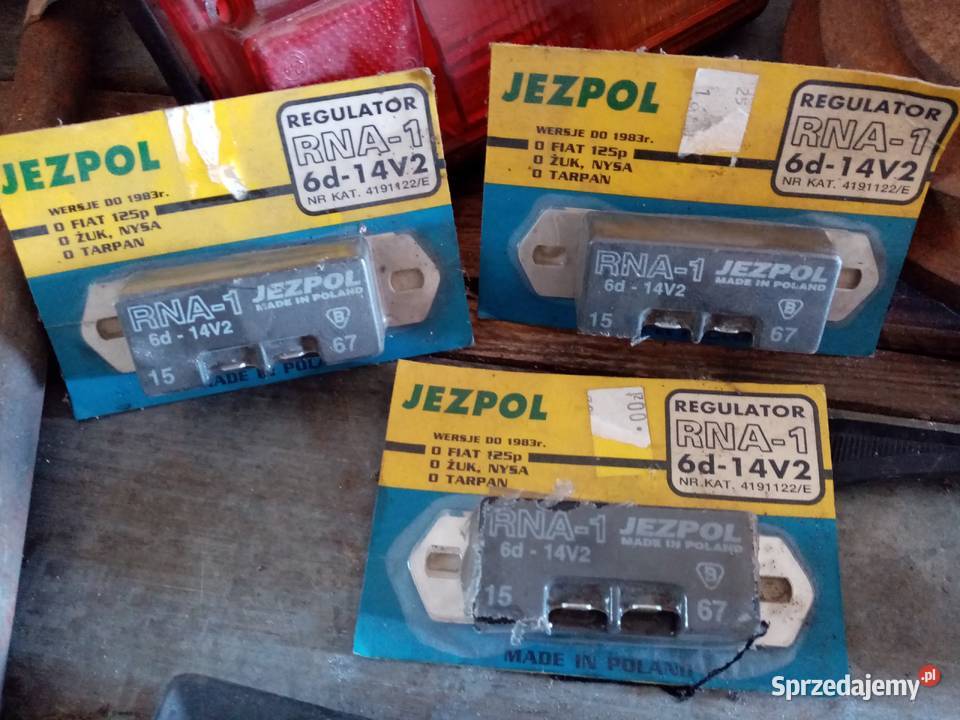 JEZPOL
REGULATOR
RNA-1
6d-14V2
NR KAT. 4191122/E
WERSJE DO 1983r.
O FIAT 125p
O ŻUK, NYSA
O TARPAN
RNA-1 JEZPOL
MADE IN POLAND
6d - 14V2
B
15 67
JEZPOL
REGULATOR
RNA-1
6d-14V2
NR KAT. 4191122/E
WERSJE DO 1983r.
O FIAT 125p
O ŻUK, NYSA
O TARPAN
RNA-1 JEZPOL
MADE IN POLAND
6d - 14V2
B
15 67
MADE IN POLA
JEZPOL
REGULATOR
RNA-1
6d-14V2
NR.KAT. 4191122/E
WERSJE DO 1983r.
O FIAT 125p
O ŻUK, NYSA
O TARPAN
RNA-1 JEZPOL
MADE IN POLAND
6d - 14V2
B
15 67
MADE IN POLAND
Sprzedajemy.pl